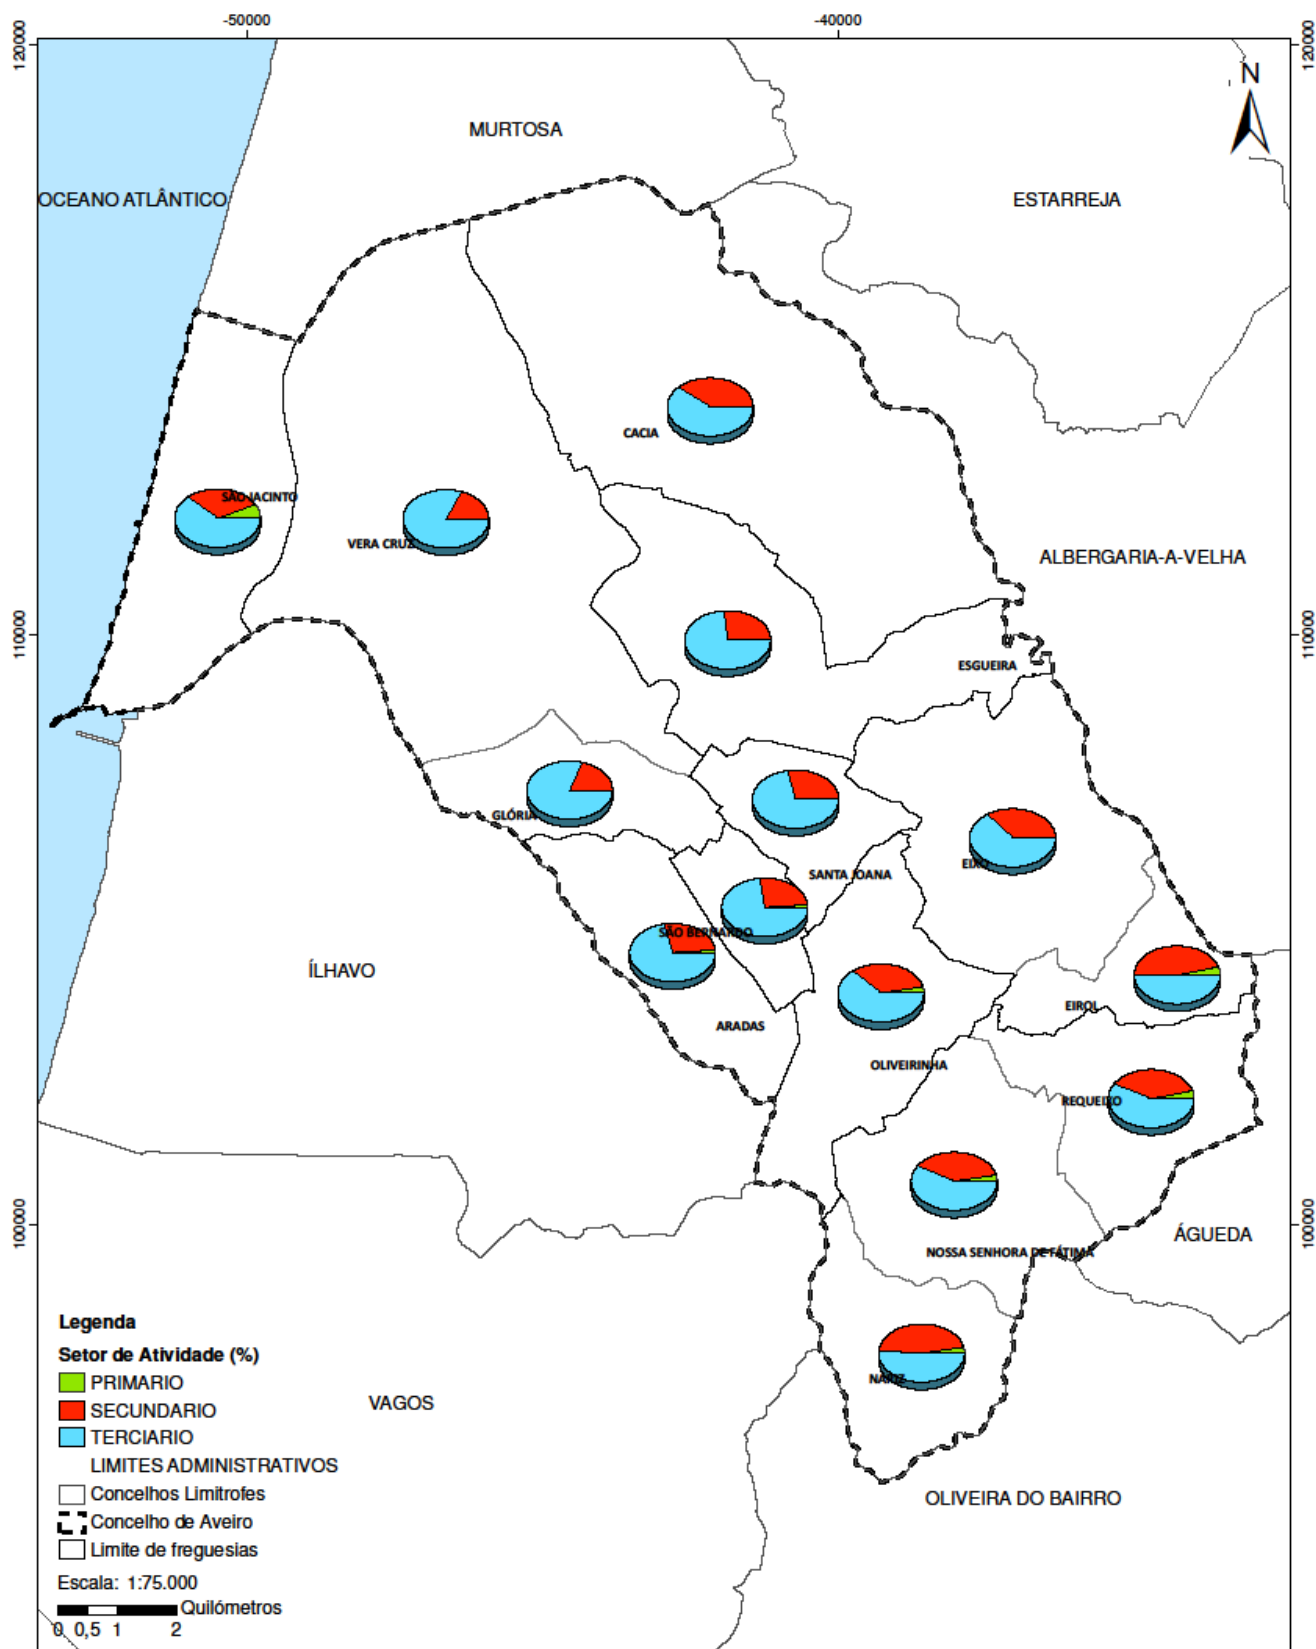 -50000
-40000
120000
120000
N
MURTOSA
OCEANO ATLÂNTICO
ESTARREJA
CACIA
SÃO JACINTO
VERA CRUZ
ALBERGARIA-A-VELHA
110000
110000
ESGUEIRA
GLÓRIA
EIXO
SANTA JOANA
SÃO BERNARDO
ÍLHAVO
EIROL
ARADAS
OLIVEIRINHA
REQUEIXO
100000
100000
ÁGUEDA
NOSSA SENHORA DE FÁTIMA
NARIZ
VAGOS
OLIVEIRA DO BAIRRO
Legenda
Setor de Atividade (%)
PRIMARIO
SECUNDARIO
TERCIARIO
LIMITES ADMINISTRATIVOS
Concelhos Limitrofes
Concelho de Aveiro
Limite de freguesias
Escala: 1:75.000
Quilómetros
0 0,5 1 2